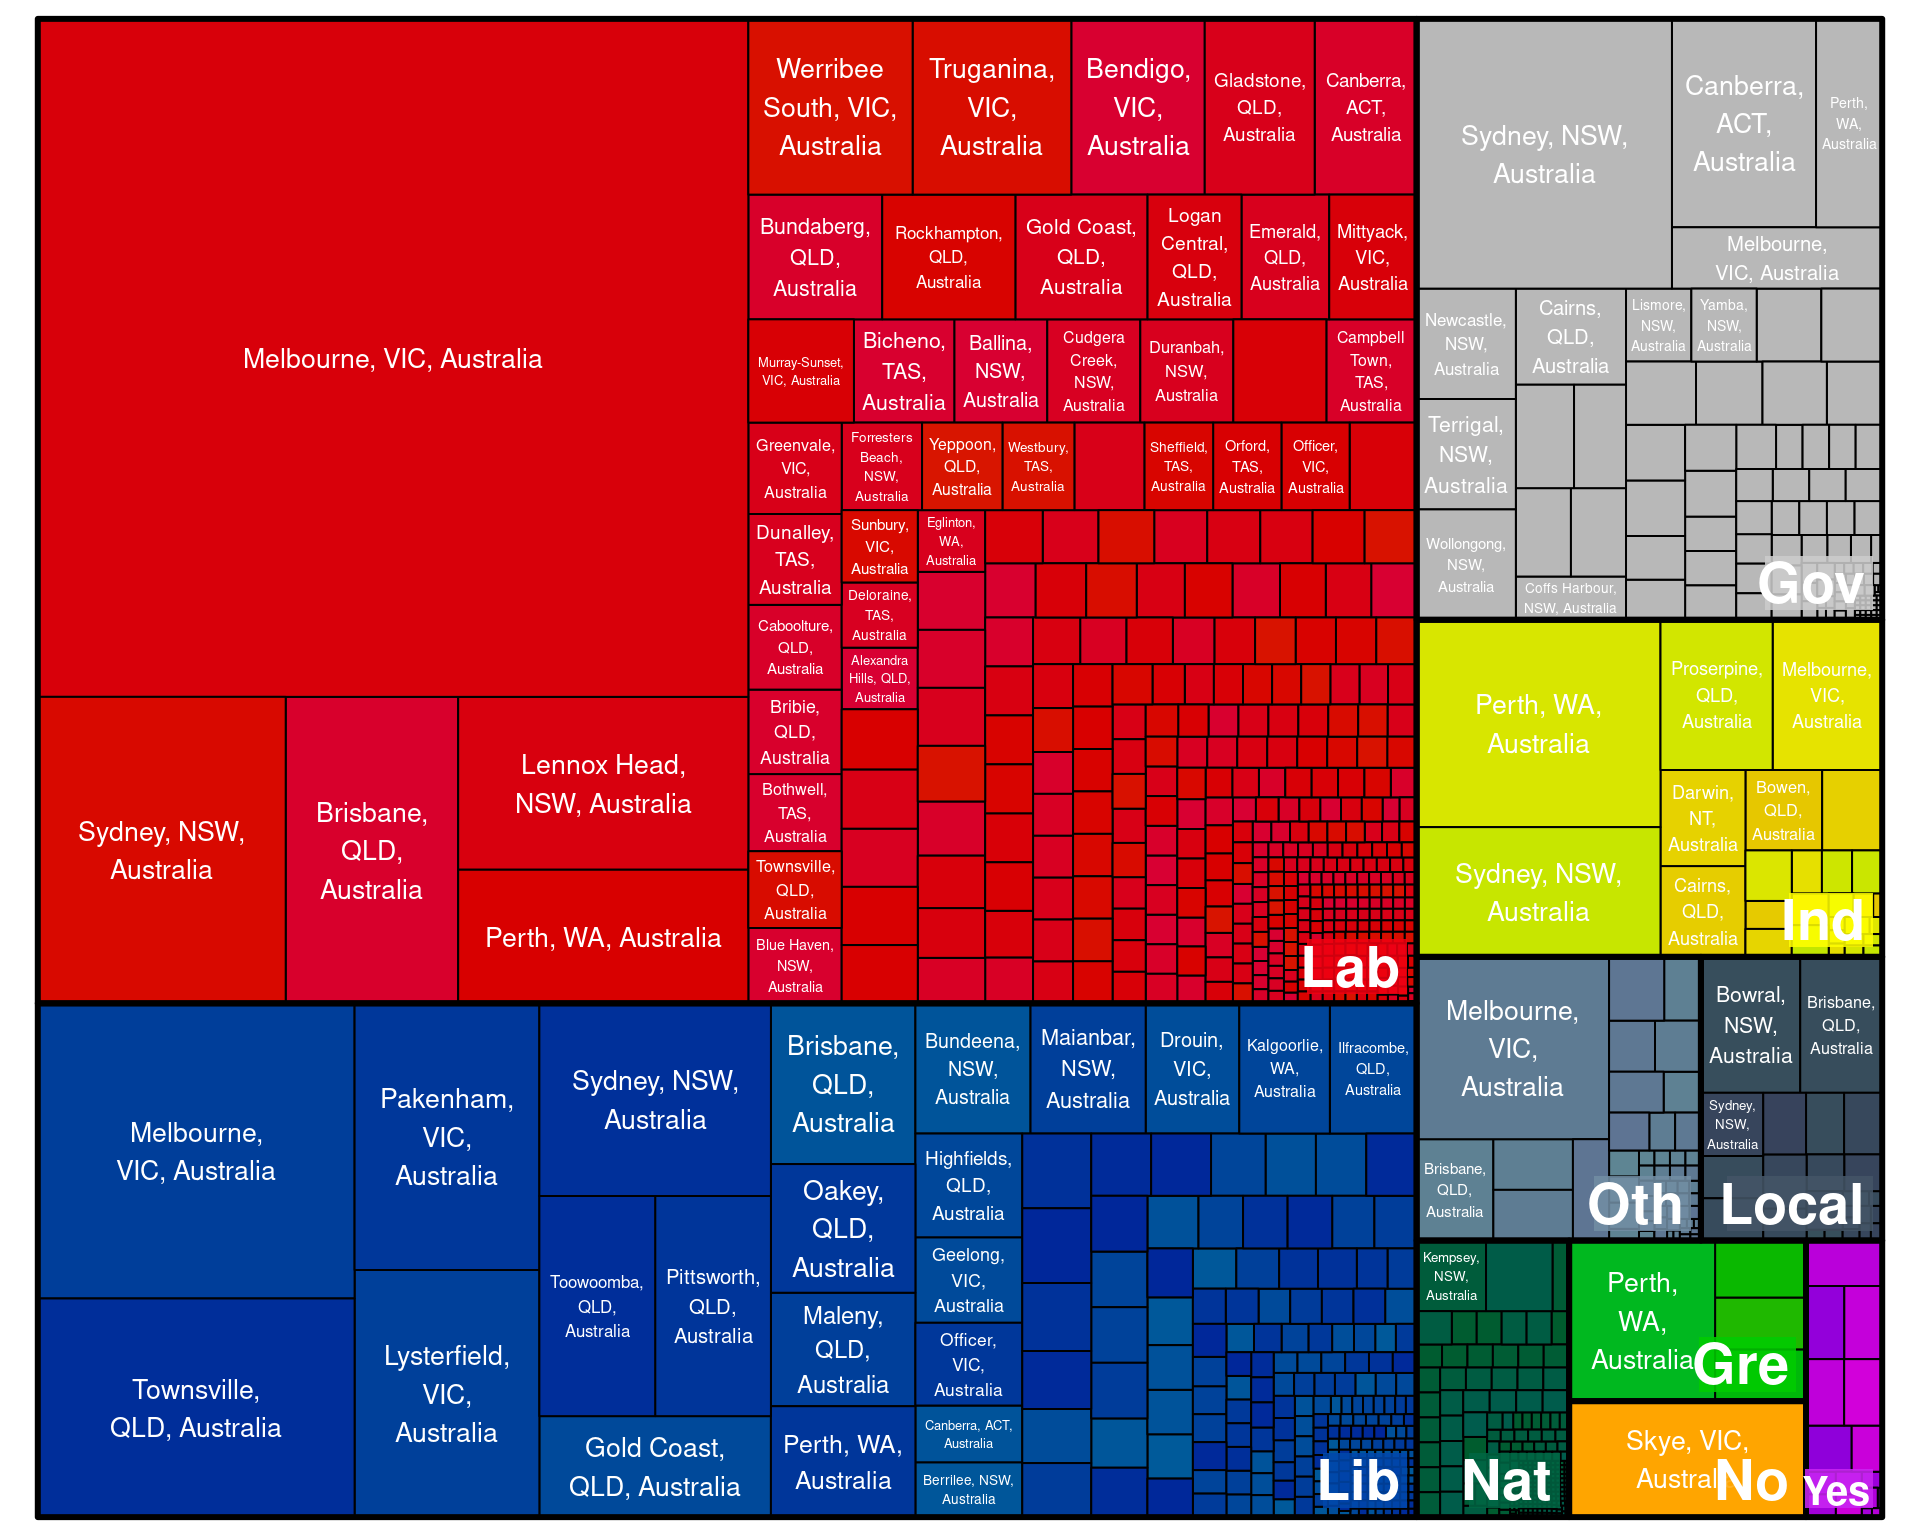 Melbourne, VIC, Australia
Sydney, NSW,
Australia
Brisbane,
QLD,
Australia
Lennox Head,
NSW, Australia
Perth, WA, Australia
Werribee
South, VIC,
Australia
Truganina,
VIC,
Australia
Bendigo,
VIC,
Australia
Gladstone,
QLD,
Australia
Canberra,
ACT,
Australia
Bundaberg,
QLD,
Australia
Rockhampton,
QLD,
Australia
Gold Coast,
QLD,
Australia
Logan
Central,
QLD,
Australia
Emerald,
QLD,
Australia
Mittyack,
VIC,
Australia
Murray-Sunset,
VIC, Australia
Bicheno,
TAS,
Australia
Ballina,
NSW,
Australia
Cudgera
Creek,
NSW,
Australia
Duranbah,
NSW,
Australia
Campbell
Town,
TAS,
Australia
Greenvale,
VIC,
Australia
Forresters
Beach,
NSW,
Australia
Yeppoon,
QLD,
Australia
Westbury,
TAS,
Australia
Sheffield,
TAS,
Australia
Orford,
TAS,
Australia
Officer,
VIC,
Australia
Dunalley,
TAS,
Australia
Sunbury,
VIC,
Australia
Eglinton,
WA,
Australia
Deloraine,
TAS,
Australia
Caboolture,
QLD,
Australia
Alexandra
Hills, QLD,
Australia
Bribie,
QLD,
Australia
Bothwell,
TAS,
Australia
Townsville,
QLD,
Australia
Blue Haven,
NSW,
Australia
Lab
Melbourne,
VIC, Australia
Townsville,
QLD, Australia
Pakenham,
VIC,
Australia
Lysterfield,
VIC,
Australia
Sydney, NSW,
Australia
Toowoomba,
QLD,
Australia
Pittsworth,
QLD,
Australia
Gold Coast,
QLD, Australia
Brisbane,
QLD,
Australia
Oakey,
QLD,
Australia
Maleny,
QLD,
Australia
Perth, WA,
Australia
Bundeena,
NSW,
Australia
Maianbar,
NSW,
Australia
Drouin,
VIC,
Australia
Kalgoorlie,
WA,
Australia
Ilfracombe,
QLD,
Australia
Highfields,
QLD,
Australia
Geelong,
VIC,
Australia
Officer,
VIC,
Australia
Canberra, ACT,
Australia
Berrilee, NSW,
Australia
Lib
Sydney, NSW,
Australia
Canberra,
ACT,
Australia
Perth,
WA,
Australia
Melbourne,
VIC, Australia
Newcastle,
NSW,
Australia
Cairns,
QLD,
Australia
Lismore,
NSW,
Australia
Yamba,
NSW,
Australia
Terrigal,
NSW,
Australia
Wollongong,
NSW,
Australia
Coffs Harbour,
NSW, Australia
Gov
Perth, WA,
Australia
Sydney, NSW,
Australia
Proserpine,
QLD,
Australia
Melbourne,
VIC,
Australia
Darwin,
NT,
Australia
Bowen,
QLD,
Australia
Cairns,
QLD,
Australia
Ind
Melbourne,
VIC,
Australia
Brisbane,
QLD,
Australia
Oth
Bowral,
NSW,
Australia
Brisbane,
QLD,
Australia
Sydney,
NSW,
Australia
Local
Kempsey,
NSW,
Australia
Nat
Perth,
WA,
Australia
Gre
Skye, VIC,
Austral
No
Yes